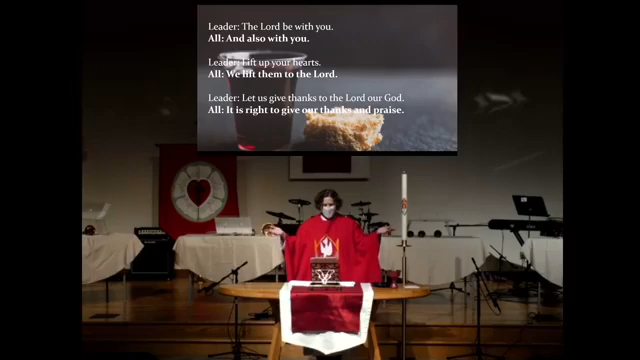 Leader: The Lord be with you.
All: And also with you.
Leader: Lift up your hearts.
All: We lift them to the Lord.
Leader: Let us give thanks to the Lord our God.
All: It is right to give our thanks and praise.